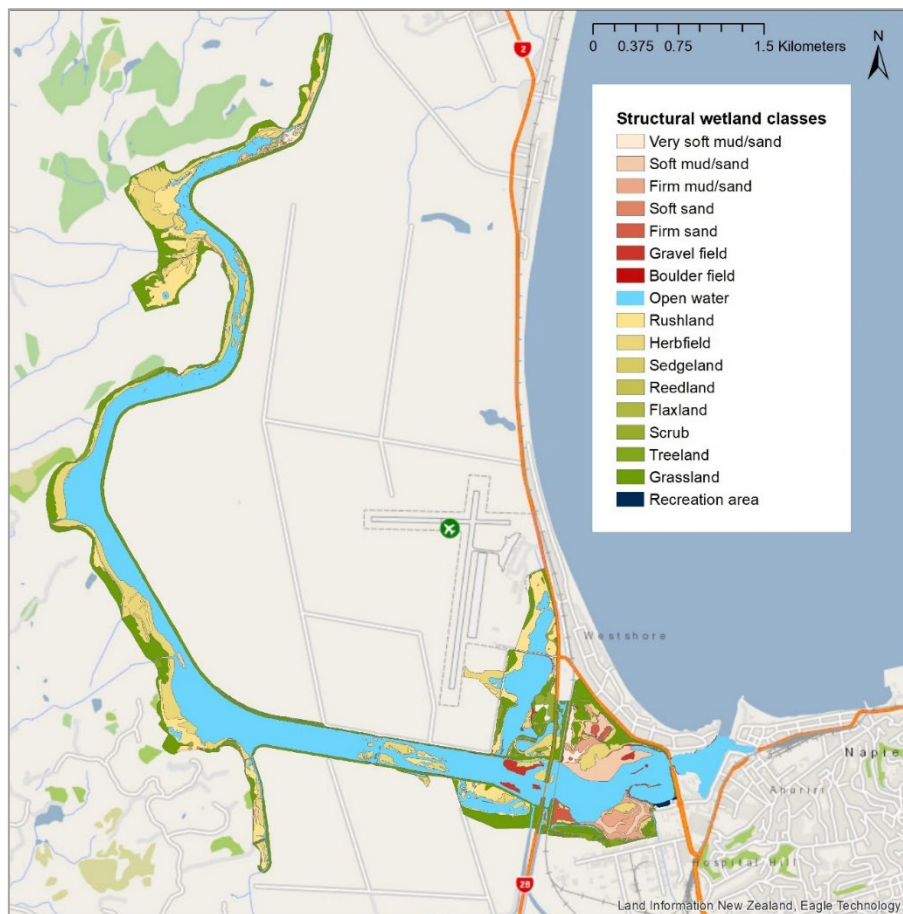 2
0 0.375 0.75 1.5 Kilometers
N
Structural wetland classes
Very soft mud/sand
Soft mud/sand
Firm mud/sand
Soft sand
Firm sand
Gravel field
Boulder field
Open water
Rushland
Herbfield
Sedgeland
Reedland
Flaxland
Scrub
Treeland
Grassland
Recreation area
Westshore
Napie
Ahuriri
Hospital Hill
2B
Land Information New Zealand, Eagle Technology